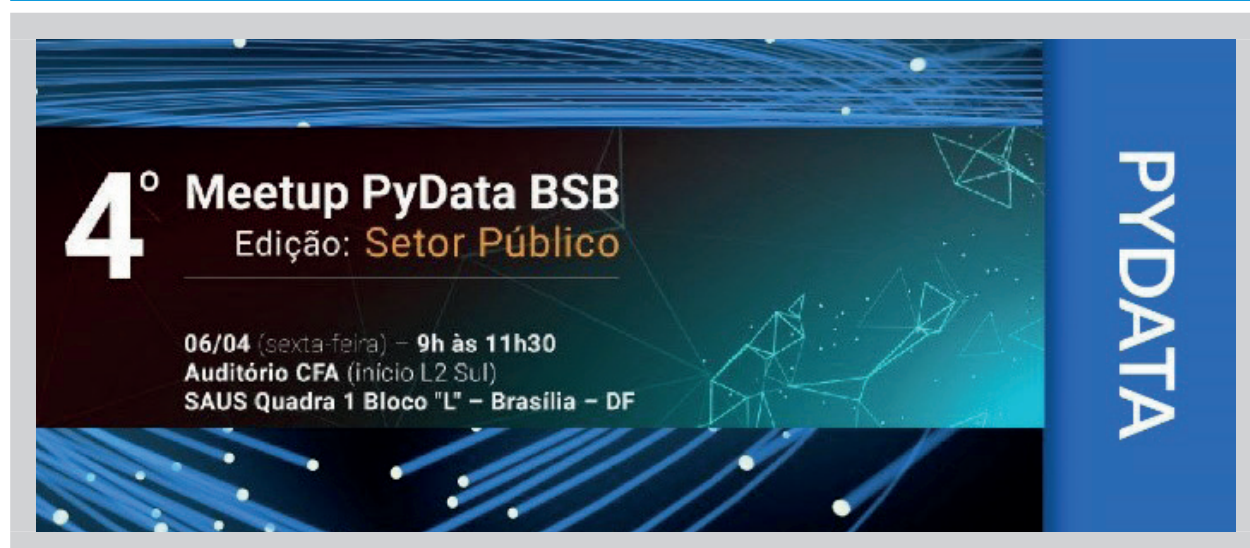 4º Meetup PyData BSB
Edição: Setor Público
06/04 (sexta-feira) – 9h às 11h30
Auditório CFA (início L2 Sul)
SAUS Quadra 1 Bloco "L" – Brasília – DF
PYDATA